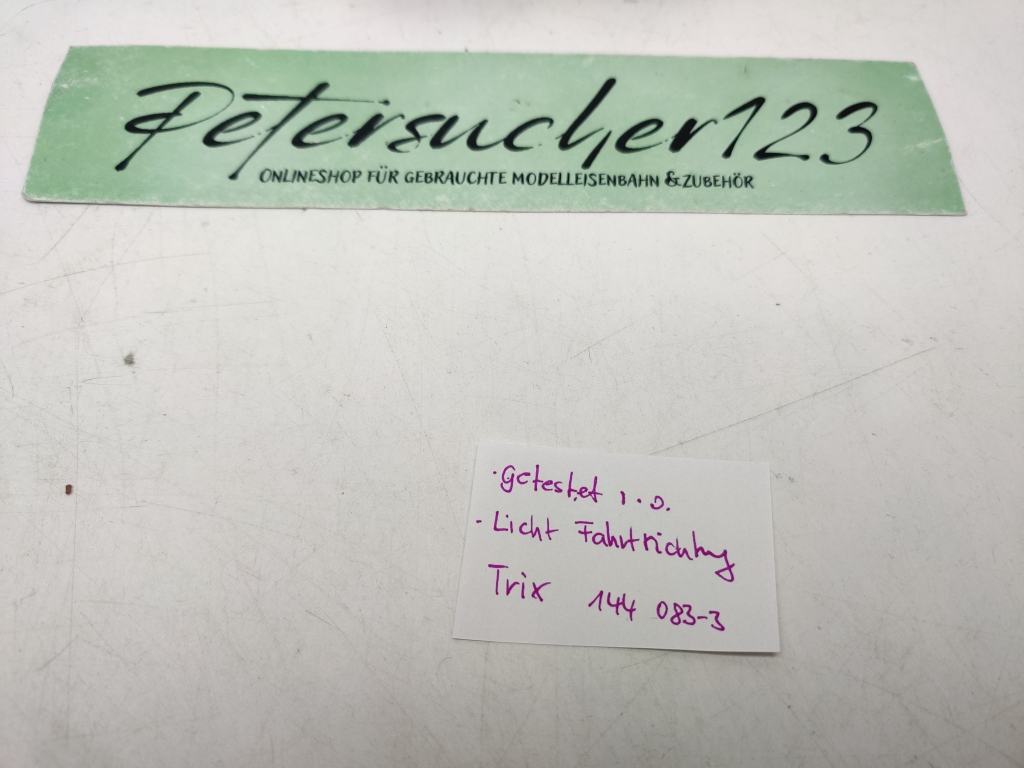 Petersucher123
ONLINESHOP FÜR GEBRAUCHTE MODELLEISENBAHN & ZUBEHÖR
· getestet i.O.
· Licht Fahrtrichtung
Trix 144 083-3